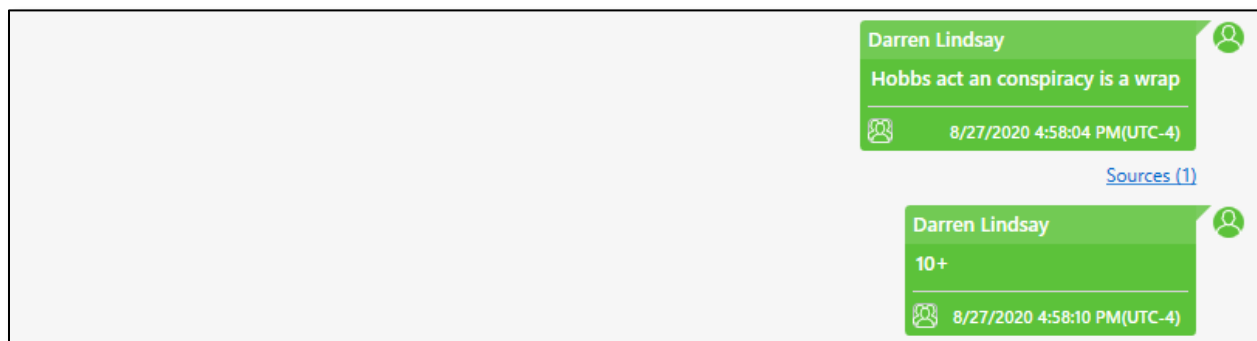 Darren Lindsay
Hobbs act an conspiracy is a wrap
8/27/2020 4:58:04 PM(UTC-4)
Sources (1)
Darren Lindsay
10+
8/27/2020 4:58:10 PM(UTC-4)